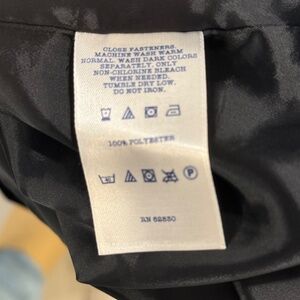 CLOSE FASTENERS.
MACHINE WASH WARM
NORMAL. WASH DARK COLORS
SEPARATELY. ONLY
NON-CHLORINE BLEACH
WHEN NEEDED.
TUMBLE DRY LOW.
DO NOT IRON.
100% POLYESTER
P
RN 52830